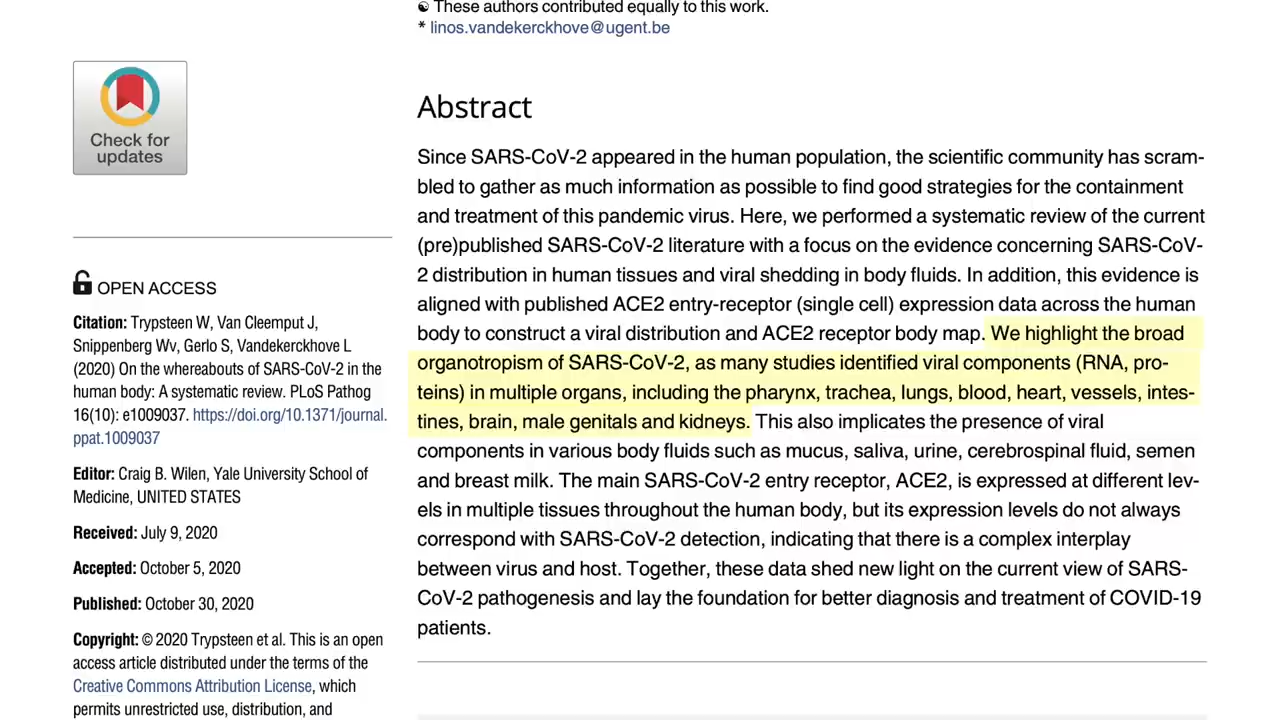 ☯ These authors contributed equally to this work.
* linos.vandekerckhove@ugent.be
Check for
updates
OPEN ACCESS
Citation: Trypsteen W, Van Cleemput J,
Snippenberg Wv, Gerlo S, Vandekerckhove L
(2020) On the whereabouts of SARS-CoV-2 in the
human body: A systematic review. PLoS Pathog
16(10): e1009037. https://doi.org/10.1371/journal.
ppat.1009037
Editor: Craig B. Wilen, Yale University School of
Medicine, UNITED STATES
Received: July 9, 2020
Accepted: October 5, 2020
Published: October 30, 2020
Copyright: © 2020 Trypsteen et al. This is an open
access article distributed under the terms of the
Creative Commons Attribution License, which
permits unrestricted use, distribution, and
Abstract
Since SARS-CoV-2 appeared in the human population, the scientific community has scram-
bled to gather as much information as possible to find good strategies for the containment
and treatment of this pandemic virus. Here, we performed a systematic review of the current
(pre)published SARS-CoV-2 literature with a focus on the evidence concerning SARS-CoV-
2 distribution in human tissues and viral shedding in body fluids. In addition, this evidence is
aligned with published ACE2 entry-receptor (single cell) expression data across the human
body to construct a viral distribution and ACE2 receptor body map. We highlight the broad
organotropism of SARS-CoV-2, as many studies identified viral components (RNA, pro-
teins) in multiple organs, including the pharynx, trachea, lungs, blood, heart, vessels, intes-
tines, brain, male genitals and kidneys. This also implicates the presence of viral
components in various body fluids such as mucus, saliva, urine, cerebrospinal fluid, semen
and breast milk. The main SARS-CoV-2 entry receptor, ACE2, is expressed at different lev-
els in multiple tissues throughout the human body, but its expression levels do not always
correspond with SARS-CoV-2 detection, indicating that there is a complex interplay
between virus and host. Together, these data shed new light on the current view of SARS-
CoV-2 pathogenesis and lay the foundation for better diagnosis and treatment of COVID-19
patients.